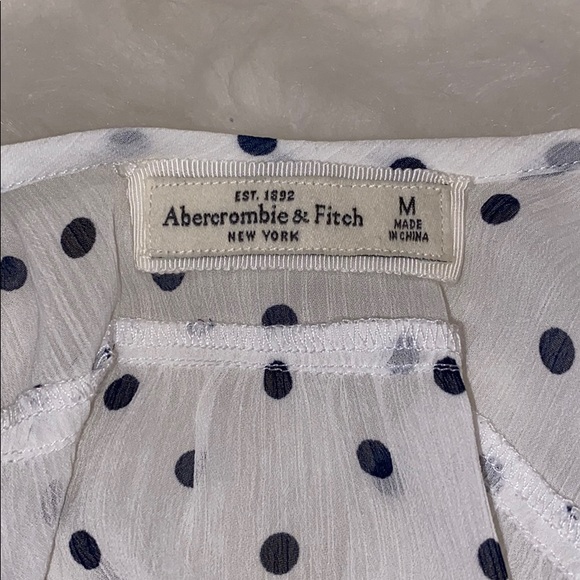 EST. 1892
Abercrombie & Fitch
NEW YORK
M
MADE
IN CHINA